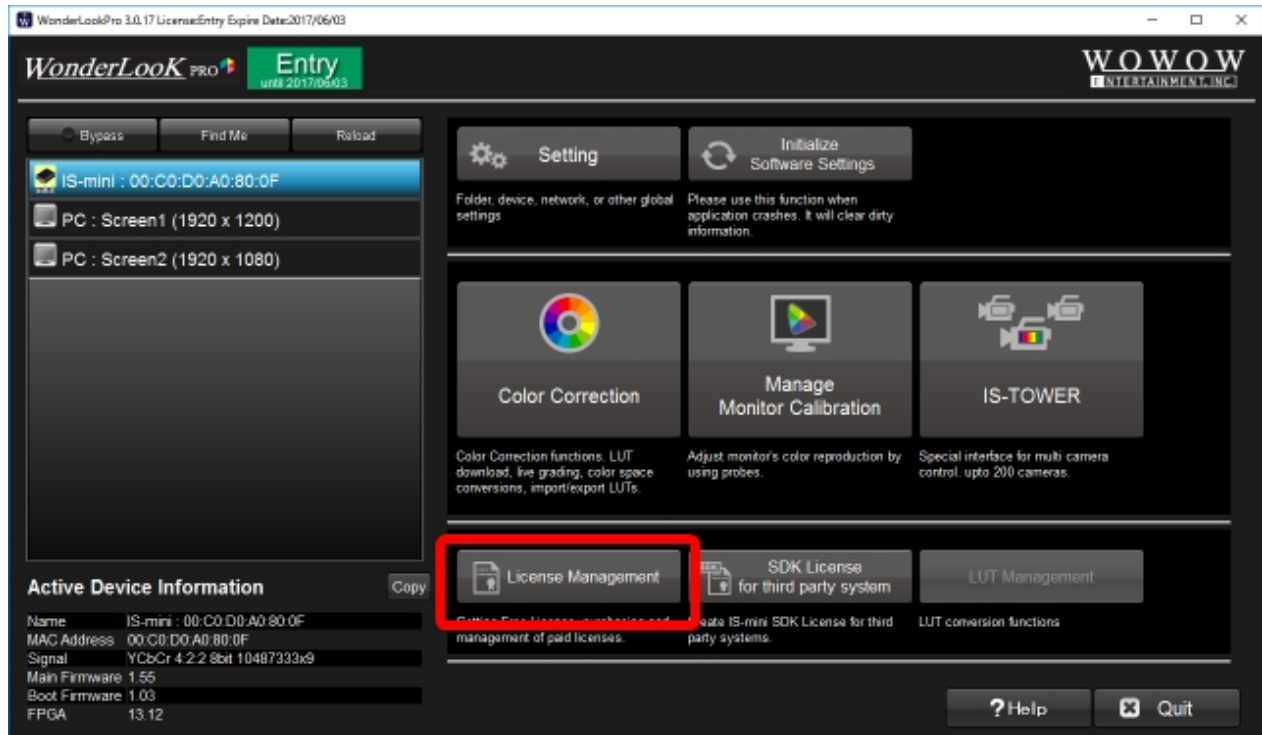 WonderLookPro 3.0.17 License:Entry Expire Date:2017/06/03
WonderLooK PRO
Entry
until 2017/06/03
WOWOW
ENTERTAINMENT, INC.
Bypass
Find Me
Reload
IS-mini : 00:C0:D0:A0:80:0F
PC : Screen1 (1920 x 1200)
PC : Screen2 (1920 x 1080)
Setting
Folder, device, network, or other global
settings
Initialize
Software Settings
Please use this function when
application crashes. It will clear dirty
information.
Color Correction
Color Correction functions. LUT
download, live grading, color space
conversions, import/export LUTs.
Manage
Monitor Calibration
Adjust monitor's color reproduction by
using probes.
IS-TOWER
Special interface for multi camera
control. upto 200 cameras.
License Management
management of paid licenses.
SDK License
for third party system
Create IS-mini SDK License for third
party systems.
LUT Management
LUT conversion functions
Active Device Information
Copy
Name IS-mini : 00:C0:D0:A0:80:0F
MAC Address 00:C0:D0:A0:80:0F
Signal YCbCr 4:2:2 8bit 10487333x9
Main Firmware 1.55
Boot Firmware 1.03
FPGA 13.12
? Help
Quit